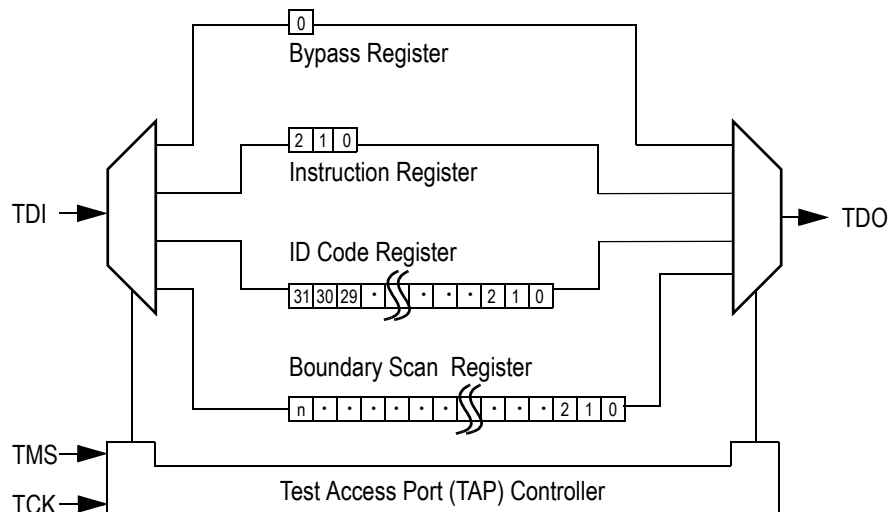 0
Bypass Register
2 1 0
Instruction Register
TDI
TDO
ID Code Register
31 30 29 · · · · 2 1 0
Boundary Scan Register
n · · · · · · · · · 2 1 0
TMS
TCK
Test Access Port (TAP) Controller